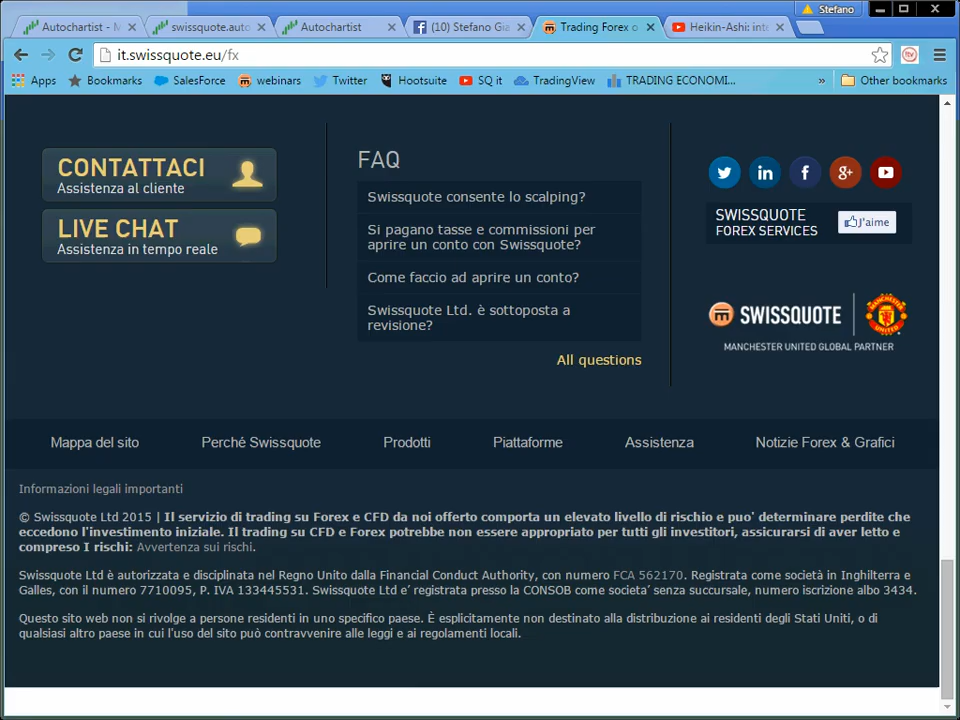 Stefano
Autochartist - M
swissquote.auto
Autochartist
(10) Stefano Gia
Trading Forex o
Heikin-Ashi: inte
it.swissquote.eu/fx
Apps
Bookmarks
SalesForce
webinars
Twitter
Hootsuite
SQ it
TradingView
TRADING ECONOMI...
»
Other bookmarks
CONTATTACI
Assistenza al cliente
LIVE CHAT
Assistenza in tempo reale
FAQ
Swissquote consente lo scalping?
Si pagano tasse e commissioni per
aprire un conto con Swissquote?
Come faccio ad aprire un conto?
Swissquote Ltd. è sottoposta a
revisione?
All questions
SWISSQUOTE
FOREX SERVICES
J'aime
SWISSQUOTE
MANCHESTER UNITED GLOBAL PARTNER
Mappa del sito
Perché Swissquote
Prodotti
Piattaforme
Assistenza
Notizie Forex & Grafici
Informazioni legali importanti
© Swissquote Ltd 2015 | Il servizio di trading su Forex e CFD da noi offerto comporta un elevato livello di rischio e puo' determinare perdite che
eccedono l'investimento iniziale. Il trading su CFD e Forex potrebbe non essere appropriato per tutti gli investitori, assicurarsi di aver letto e
compreso I rischi: Avvertenza sui rischi.
Swissquote Ltd è autorizzata e disciplinata nel Regno Unito dalla Financial Conduct Authority, con numero FCA 562170. Registrata come società in Inghilterra e
Galles, con il numero 7710095, P. IVA 133445531. Swissquote Ltd e' registrata presso la CONSOB come societa' senza succursale, numero iscrizione albo 3434.
Questo sito web non si rivolge a persone residenti in uno specifico paese. È esplicitamente non destinato alla distribuzione ai residenti degli Stati Uniti, o di
qualsiasi altro paese in cui l'uso del sito può contravvenire alle leggi e ai regolamenti locali.